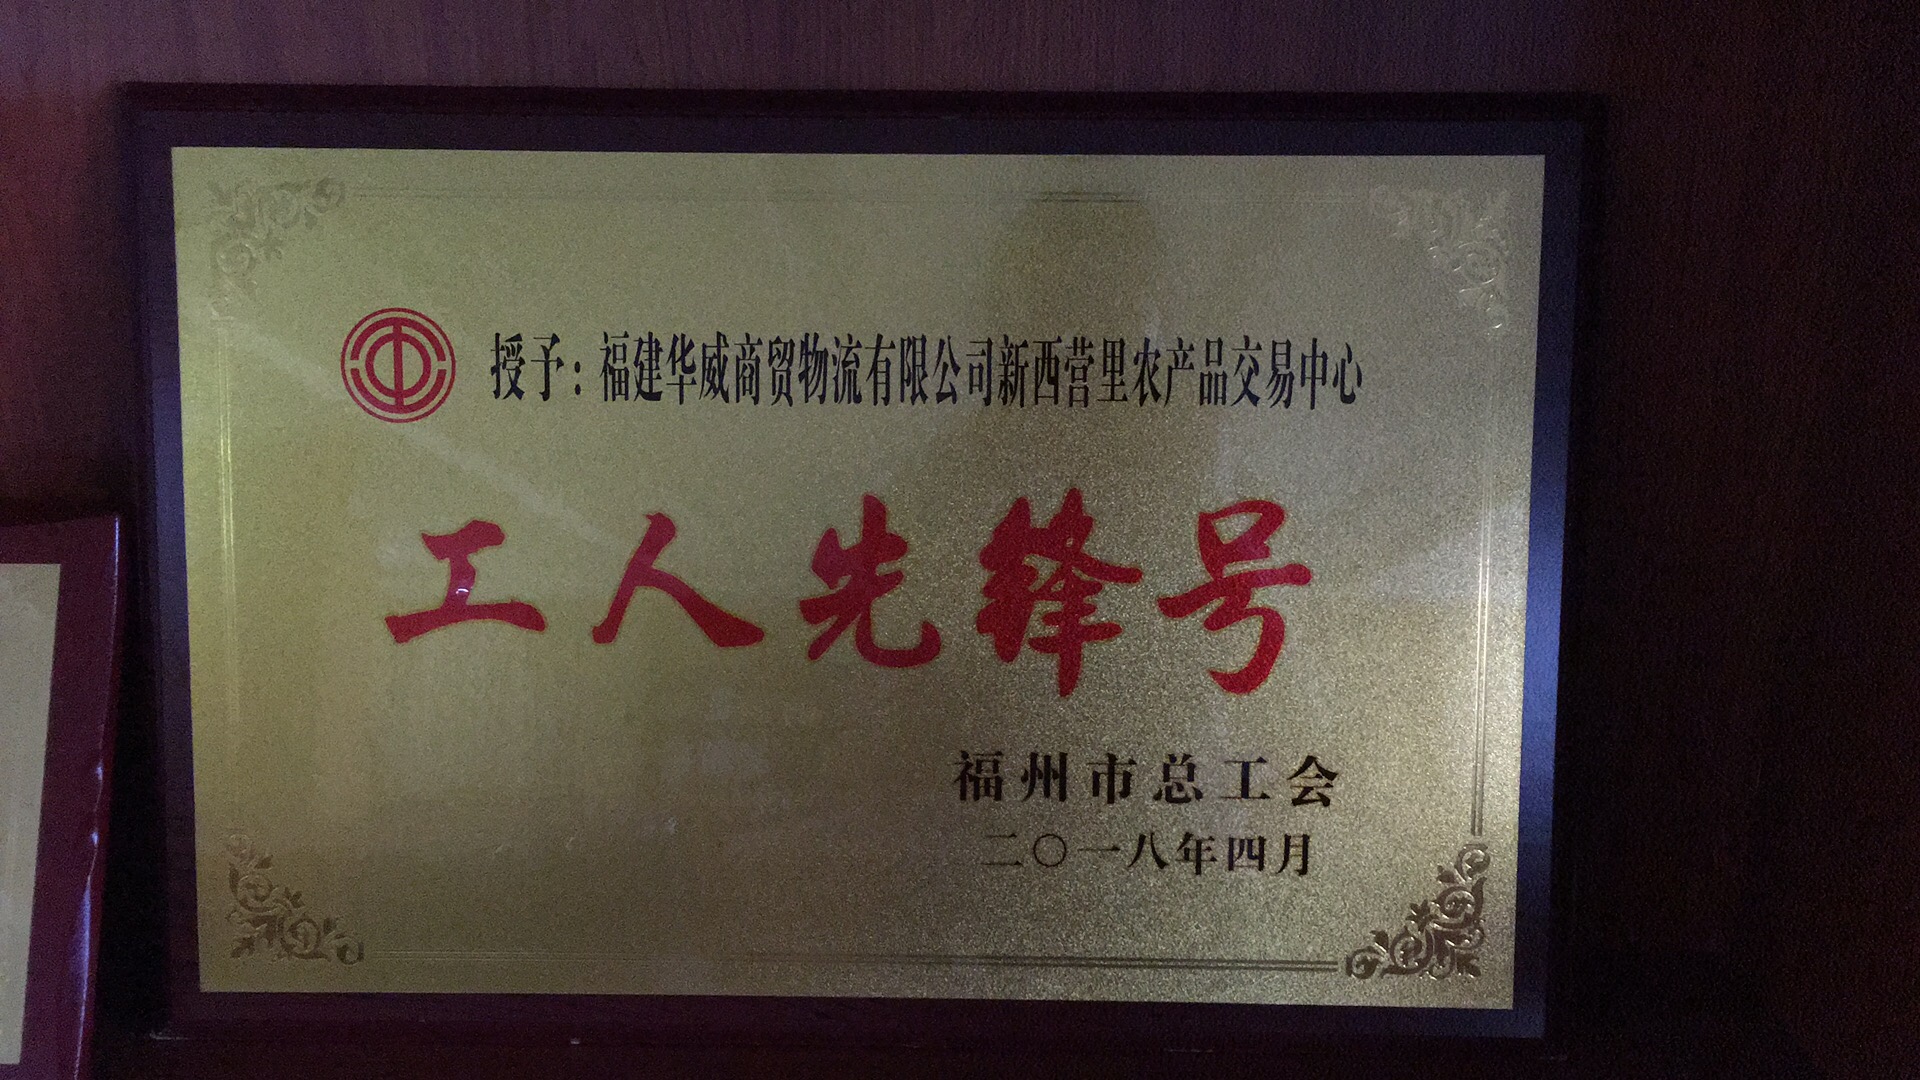 授予：福建华威商贸物流有限公司新西营里农产品交易中心
工人先锋号
福州市总工会
二〇一八年四月